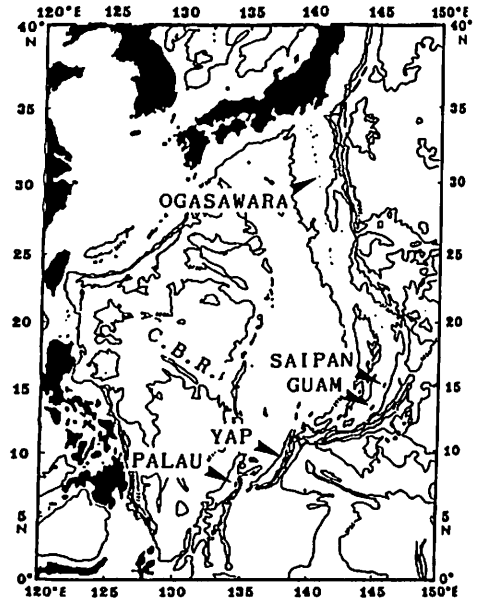 120°E 125 130 135 140 145 150°E
40° N 40° N
35 35
30 30
OGASAWARA
25 25
20 20
C.B.R.
SAIPAN
GUAM
15 15
YAP
10 10
PALAU
5 N 5 N
0° 0°
120°E 125 130 135 140 145 150°E